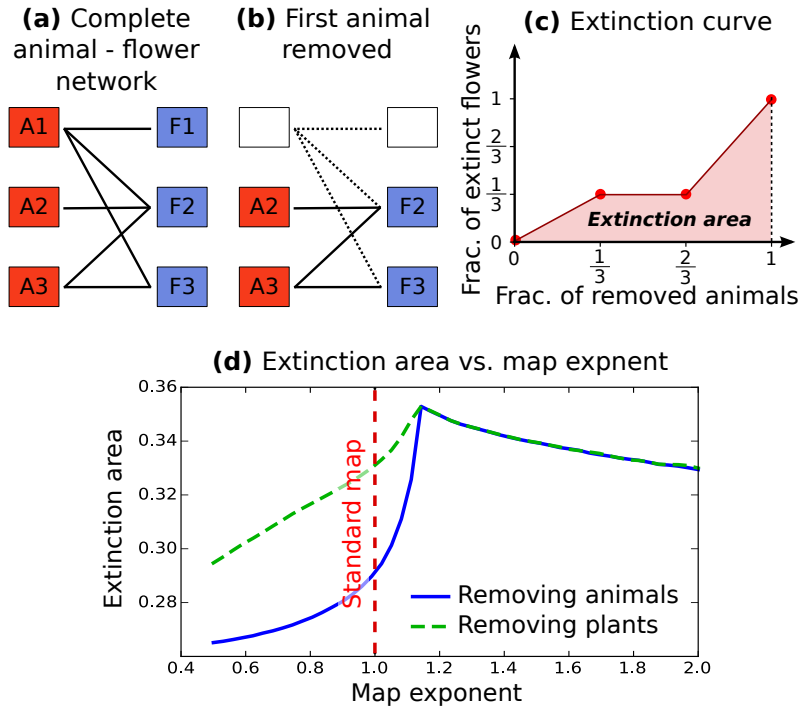 (a) Complete
animal - flower
network
A1
F1
A2
F2
A3
F3
(b) First animal
removed
A2
F2
A3
F3
(c) Extinction curve
Frac. of extinct flowers
1
2/3
1/3
0
Extinction area
0
1/3
2/3
1
Frac. of removed animals
(d) Extinction area vs. map expnent
Extinction area
0.36
0.34
0.32
0.30
0.28
Standard map
Removing animals
Removing plants
0.4 0.6 0.8 1.0 1.2 1.4 1.6 1.8 2.0
Map exponent